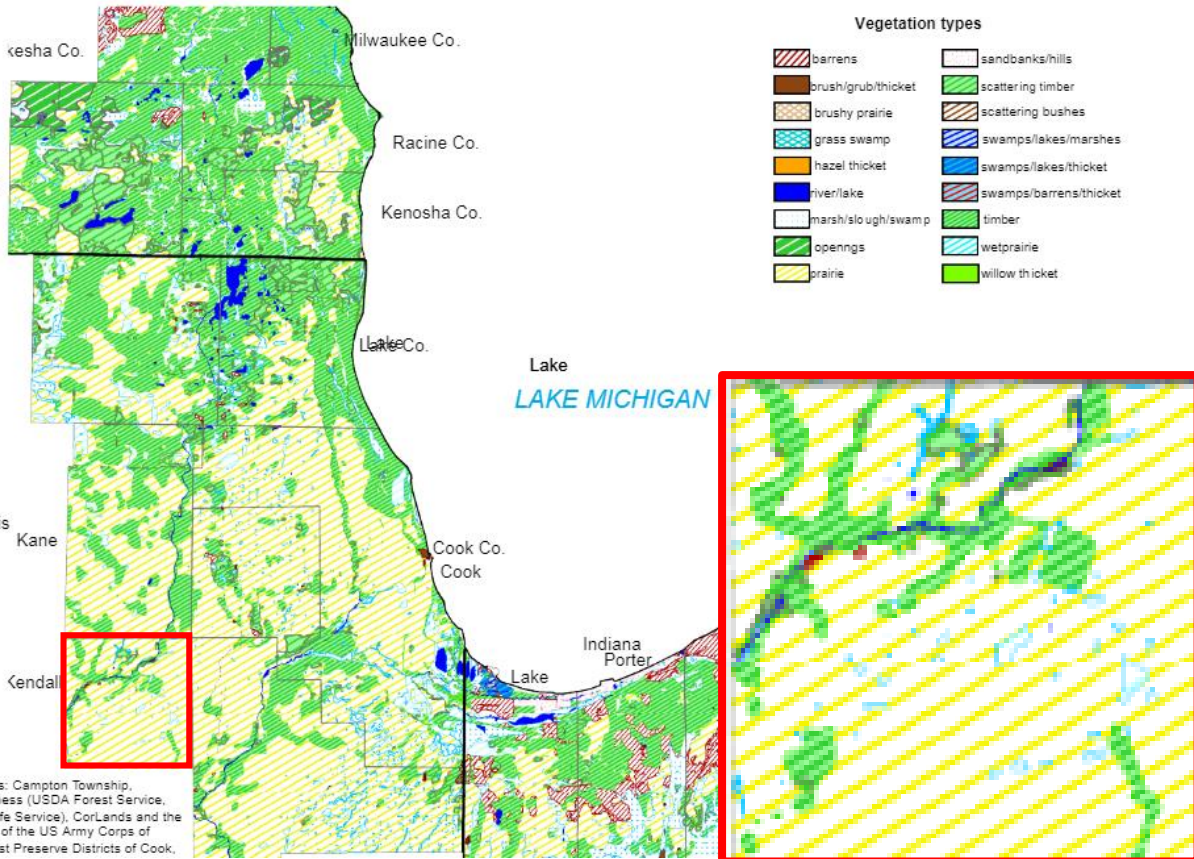 Vegetation types
barrens
brush/grub/thicket
brushy prairie
grass swamp
hazel thicket
river/lake
marsh/slough/swamp
openngs
prairie
sandbanks/hills
scattering timber
scattering bushes
swamps/lakes/marshes
swamps/lakes/thicket
swamps/barrens/thicket
timber
wetprairie
willow thicket
kesha Co.
Milwaukee Co.
Racine Co.
Kenosha Co.
Lake Co.
Lake
Lake
LAKE MICHIGAN
is
Kane
Cook Co.
Cook
Indiana
Porter
Lake
Kendall
s: Campton Township,
ess (USDA Forest Service,
fe Service), CorLands and the
of the US Army Corps of
st Preserve Districts of Cook,